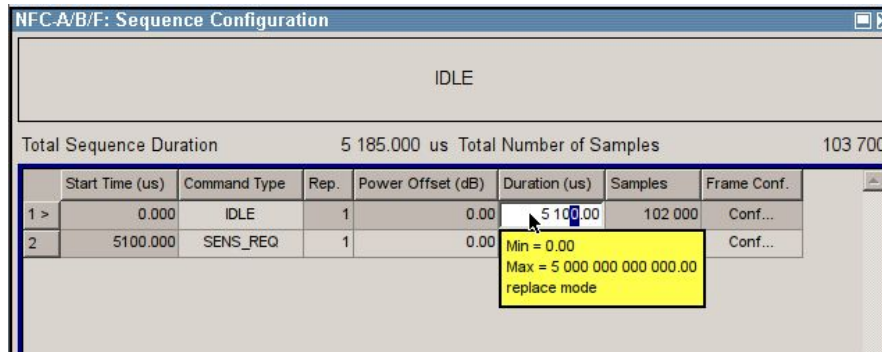 NFC-A/B/F: Sequence Configuration
IDLE
Total Sequence Duration 5 185.000 us Total Number of Samples 103 700
Start Time (us) Command Type Rep. Power Offset (dB) Duration (us) Samples Frame Conf.
1 > 0.000 IDLE 1 0.00 5 100.00 102 000 Conf...
2 5100.000 SENS_REQ 1 0.00 Conf...
Min = 0.00
Max = 5 000 000 000 000.00
replace mode